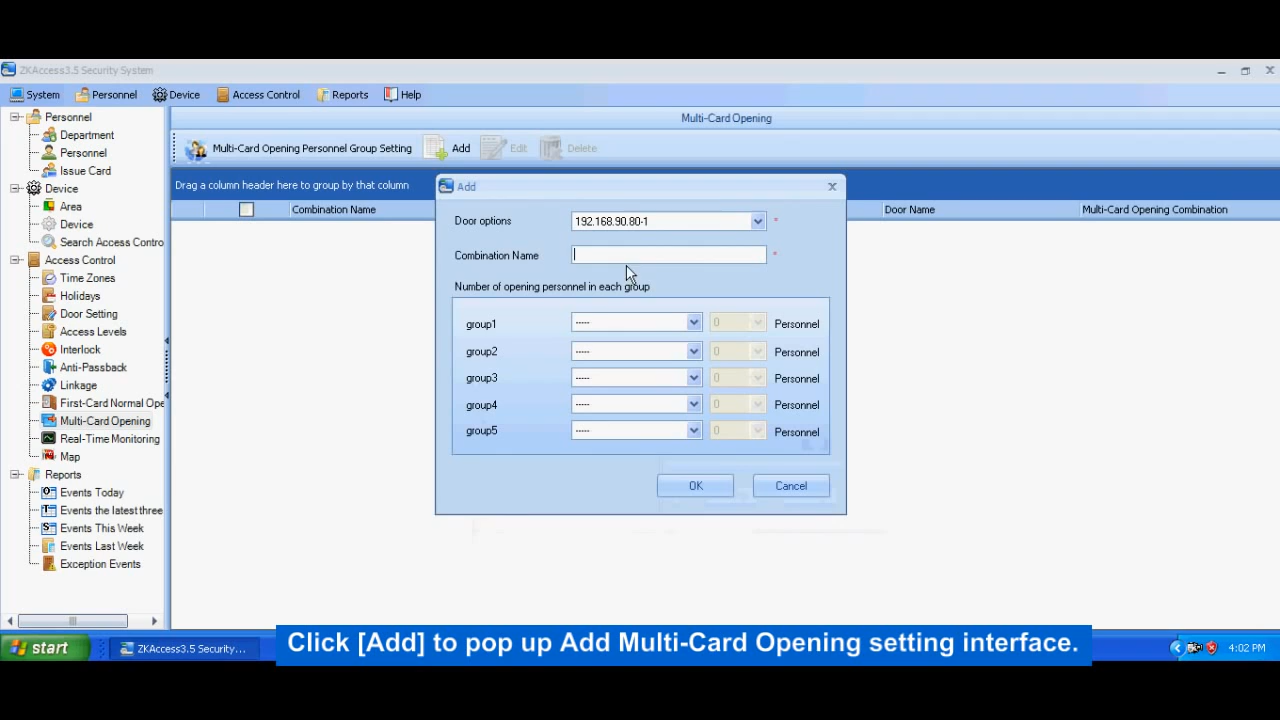 ZKAccess3.5 Security System
System Personnel Device Access Control Reports Help
Personnel
Department
Personnel
Issue Card
Device
Area
Device
Search Access Contro
Access Control
Time Zones
Holidays
Door Setting
Access Levels
Interlock
Anti-Passback
Linkage
First-Card Normal Ope
Multi-Card Opening
Real-Time Monitoring
Map
Reports
Events Today
Events the latest three
Events This Week
Events Last Week
Exception Events
Multi-Card Opening
Multi-Card Opening Personnel Group Setting Add Edit Delete
Drag a column header here to group by that column
Combination Name Door Name Multi-Card Opening Combination
Add
Door options 192.168.90.80-1 *
Combination Name *
Number of opening personnel in each group
group1 ----- 0 Personnel
group2 ----- 0 Personnel
group3 ----- 0 Personnel
group4 ----- 0 Personnel
group5 ----- 0 Personnel
OK Cancel
Click [Add] to pop up Add Multi-Card Opening setting interface.
start ZKAccess3.5 Security... 4:02 PM